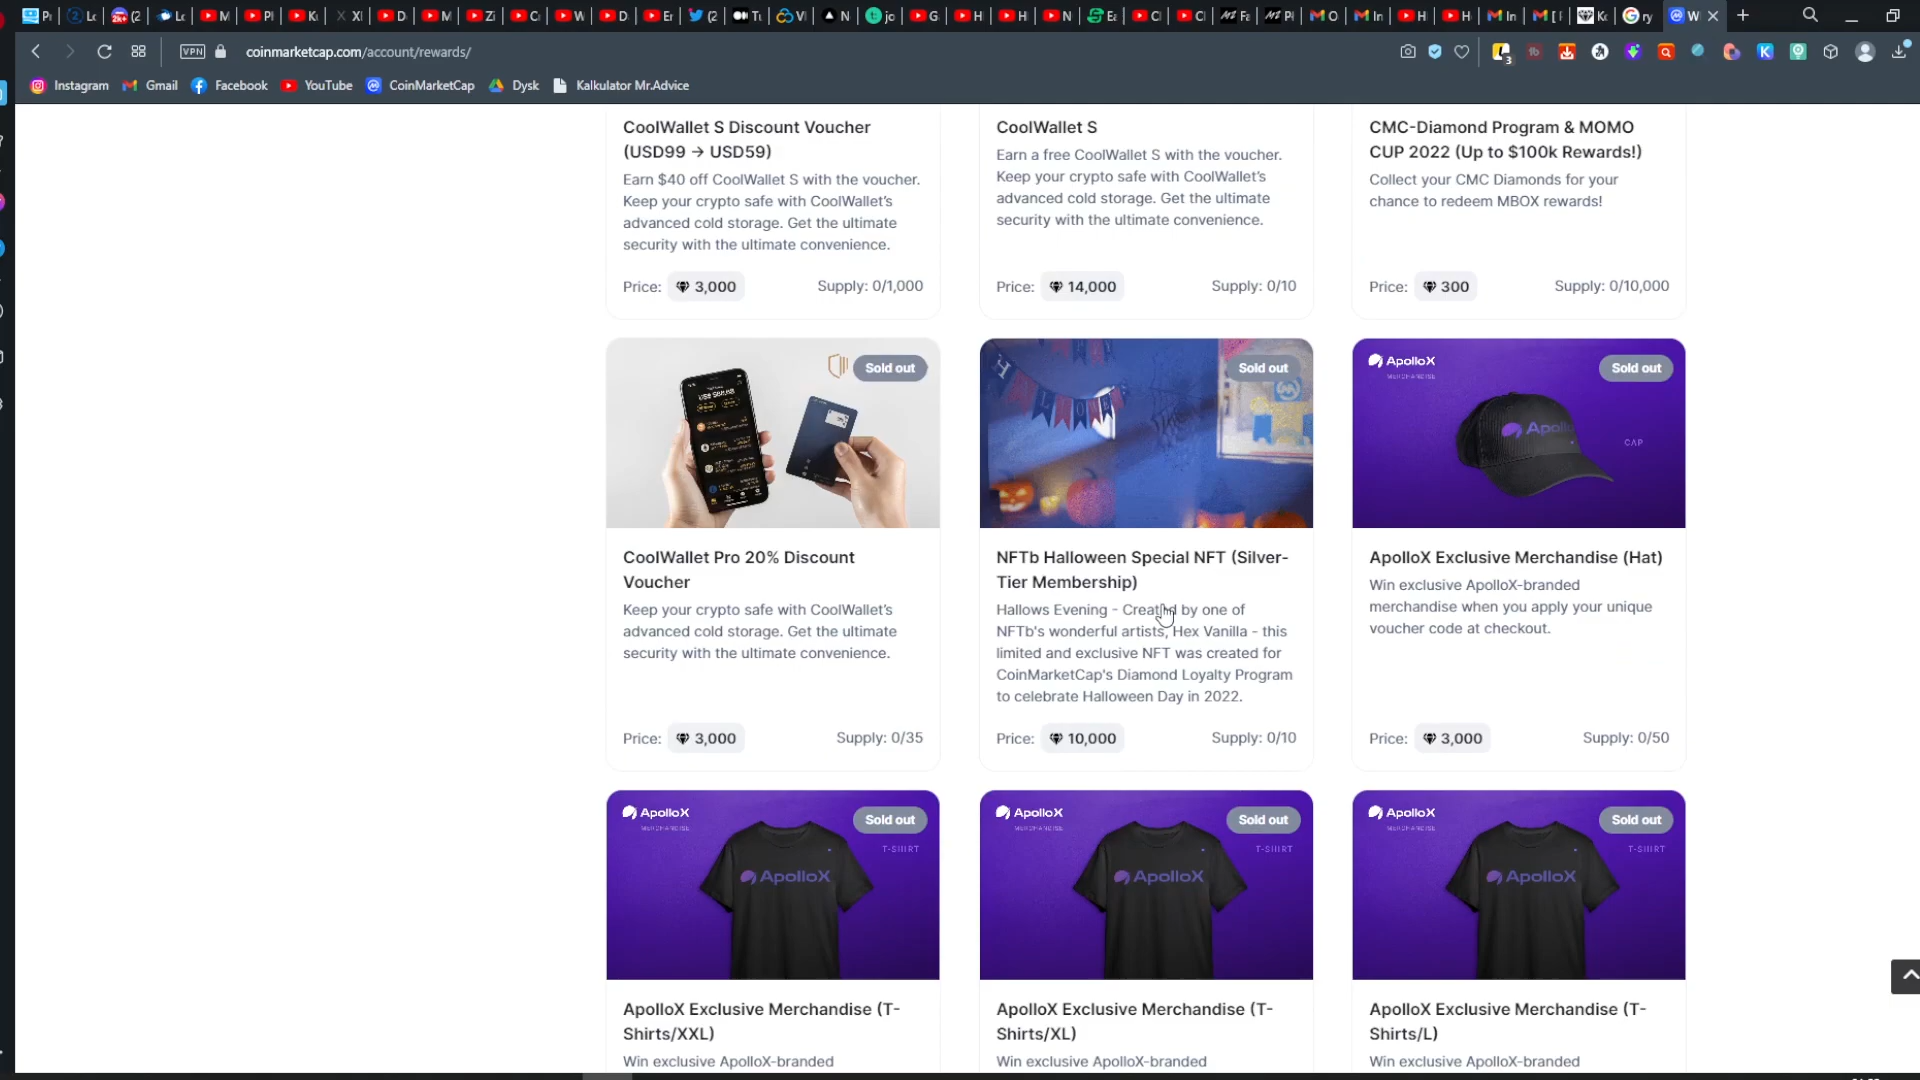 coinmarketcap.com/account/rewards/
VPN
3
Instagram
Gmail
Facebook
YouTube
CoinMarketCap
Dysk
Kalkulator Mr.Advice
CoolWallet S Discount Voucher
(USD99 → USD59)
Earn $40 off CoolWallet S with the voucher.
Keep your crypto safe with CoolWallet's
advanced cold storage. Get the ultimate
security with the ultimate convenience.
Price: 3,000
Supply: 0/1,000
CoolWallet S
Earn a free CoolWallet S with the voucher.
Keep your crypto safe with CoolWallet's
advanced cold storage. Get the ultimate
security with the ultimate convenience.
Price: 14,000
Supply: 0/10
CMC-Diamond Program & MOMO
CUP 2022 (Up to $100k Rewards!)
Collect your CMC Diamonds for your
chance to redeem MBOX rewards!
Price: 300
Supply: 0/10,000
Sold out
CoolWallet Pro 20% Discount
Voucher
Keep your crypto safe with CoolWallet's
advanced cold storage. Get the ultimate
security with the ultimate convenience.
Price: 3,000
Supply: 0/35
Sold out
NFTb Halloween Special NFT (Silver-
Tier Membership)
Hallows Evening - Created by one of
NFTb's wonderful artists, Hex Vanilla - this
limited and exclusive NFT was created for
CoinMarketCap's Diamond Loyalty Program
to celebrate Halloween Day in 2022.
Price: 10,000
Supply: 0/10
ApolloX
MERCHANDISE
Sold out
CAP
ApolloX Exclusive Merchandise (Hat)
Win exclusive ApolloX-branded
merchandise when you apply your unique
voucher code at checkout.
Price: 3,000
Supply: 0/50
ApolloX
MERCHANDISE
Sold out
T-SHIRT
ApolloX
ApolloX Exclusive Merchandise (T-
Shirts/XXL)
Win exclusive ApolloX-branded
ApolloX
MERCHANDISE
Sold out
T-SHIRT
ApolloX
ApolloX Exclusive Merchandise (T-
Shirts/XL)
Win exclusive ApolloX-branded
ApolloX
MERCHANDISE
Sold out
T-SHIRT
ApolloX
ApolloX Exclusive Merchandise (T-
Shirts/L)
Win exclusive ApolloX-branded